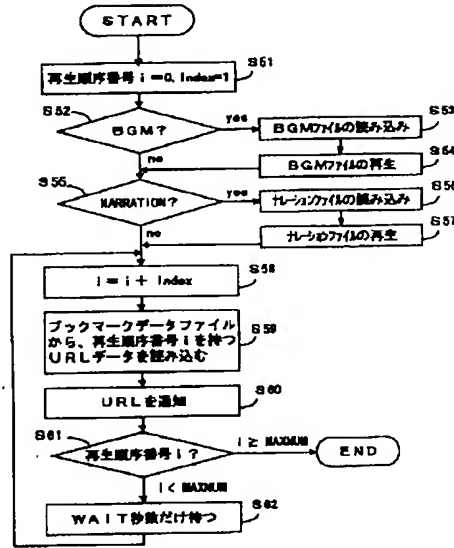 START
再生順序番号 i=0, Index=1
S51
S52
BGM?
yes
BGMファイルの読み込み
S53
no
BGMファイルの再生
S54
S55
NARRATION?
yes
ナレーションファイルの読み込み
S56
no
ナレーションファイルの再生
S57
i = i + Index
S58
ブックマークデータファイル
から、再生順序番号 i を持つ
URLデータを読み込む
S59
URLを通知
S60
S61
再生順序番号 i ?
i ≥ MAXNUM
END
i < MAXNUM
WAIT秒数だけ待つ
S62